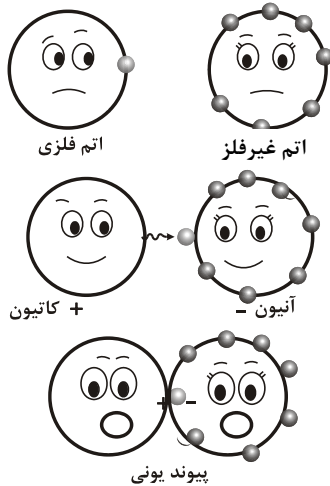 اتم غیرفلز
اتم فلزی
آنیون −
+ کاتیون
+ −
پیوند یونی